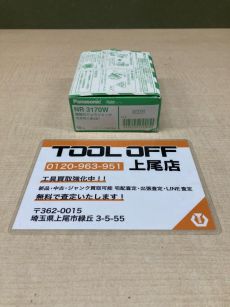 Panasonic
NR 3170W
TOOL OFF
0120-963-951 上尾店
工具買取強化中！！
新品・中古・ジャンク買取可能 宅配査定・出張査定・LINE査定
無料で査定いたします！
〒362-0015
埼玉県上尾市緑丘 3-5-55